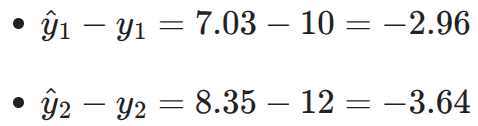 • ŷ₁ − y₁ = 7.03 − 10 = −2.96
• ŷ₂ − y₂ = 8.35 − 12 = −3.64